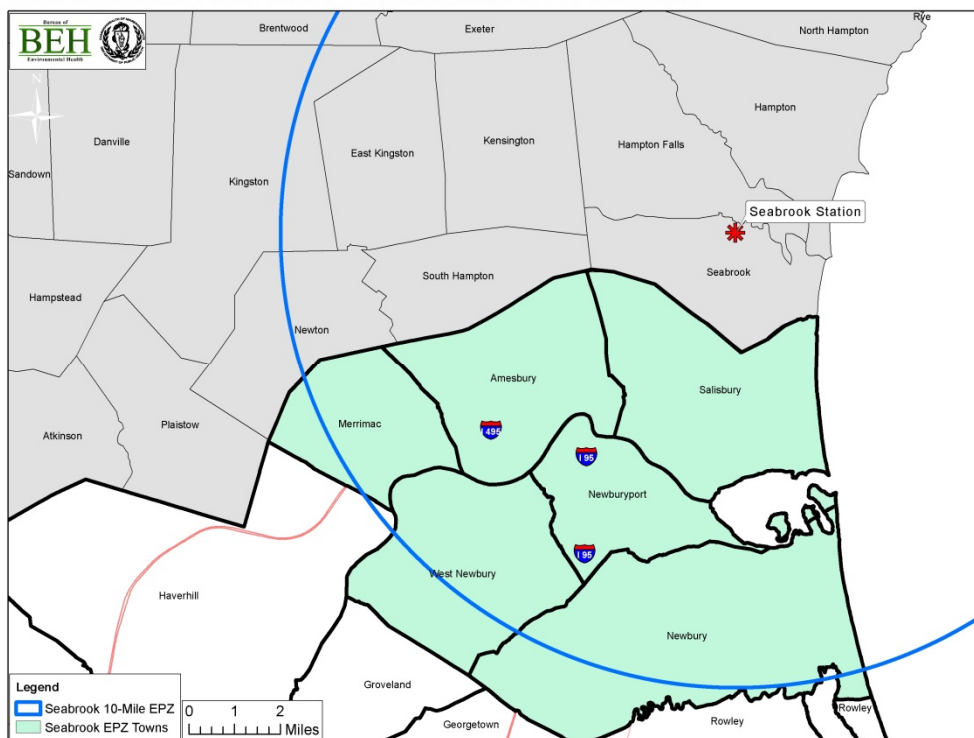 Bureau of
BEH
Environmental Health
N
Brentwood
Exeter
Rye
North Hampton
Hampton
Danville
Sandown
Kingston
East Kingston
Kensington
Hampton Falls
Seabrook Station
Seabrook
South Hampton
Hampstead
Newton
Atkinson
Plaistow
Merrimac
Amesbury
Salisbury
I 495
I 95
Newburyport
I 95
West Newbury
Haverhill
Newbury
Groveland
Georgetown
Rowley
Rowley
Legend
Seabrook 10-Mile EPZ
Seabrook EPZ Towns
0 1 2
Miles